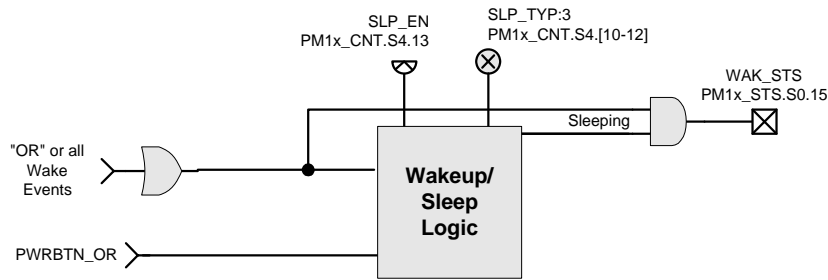 SLP_EN
PM1x_CNT.S4.13
SLP_TYP:3
PM1x_CNT.S4.[10-12]
WAK_STS
PM1x_STS.S0.15
Sleeping
"OR" or all
Wake
Events
Wakeup/
Sleep
Logic
PWRBTN_OR